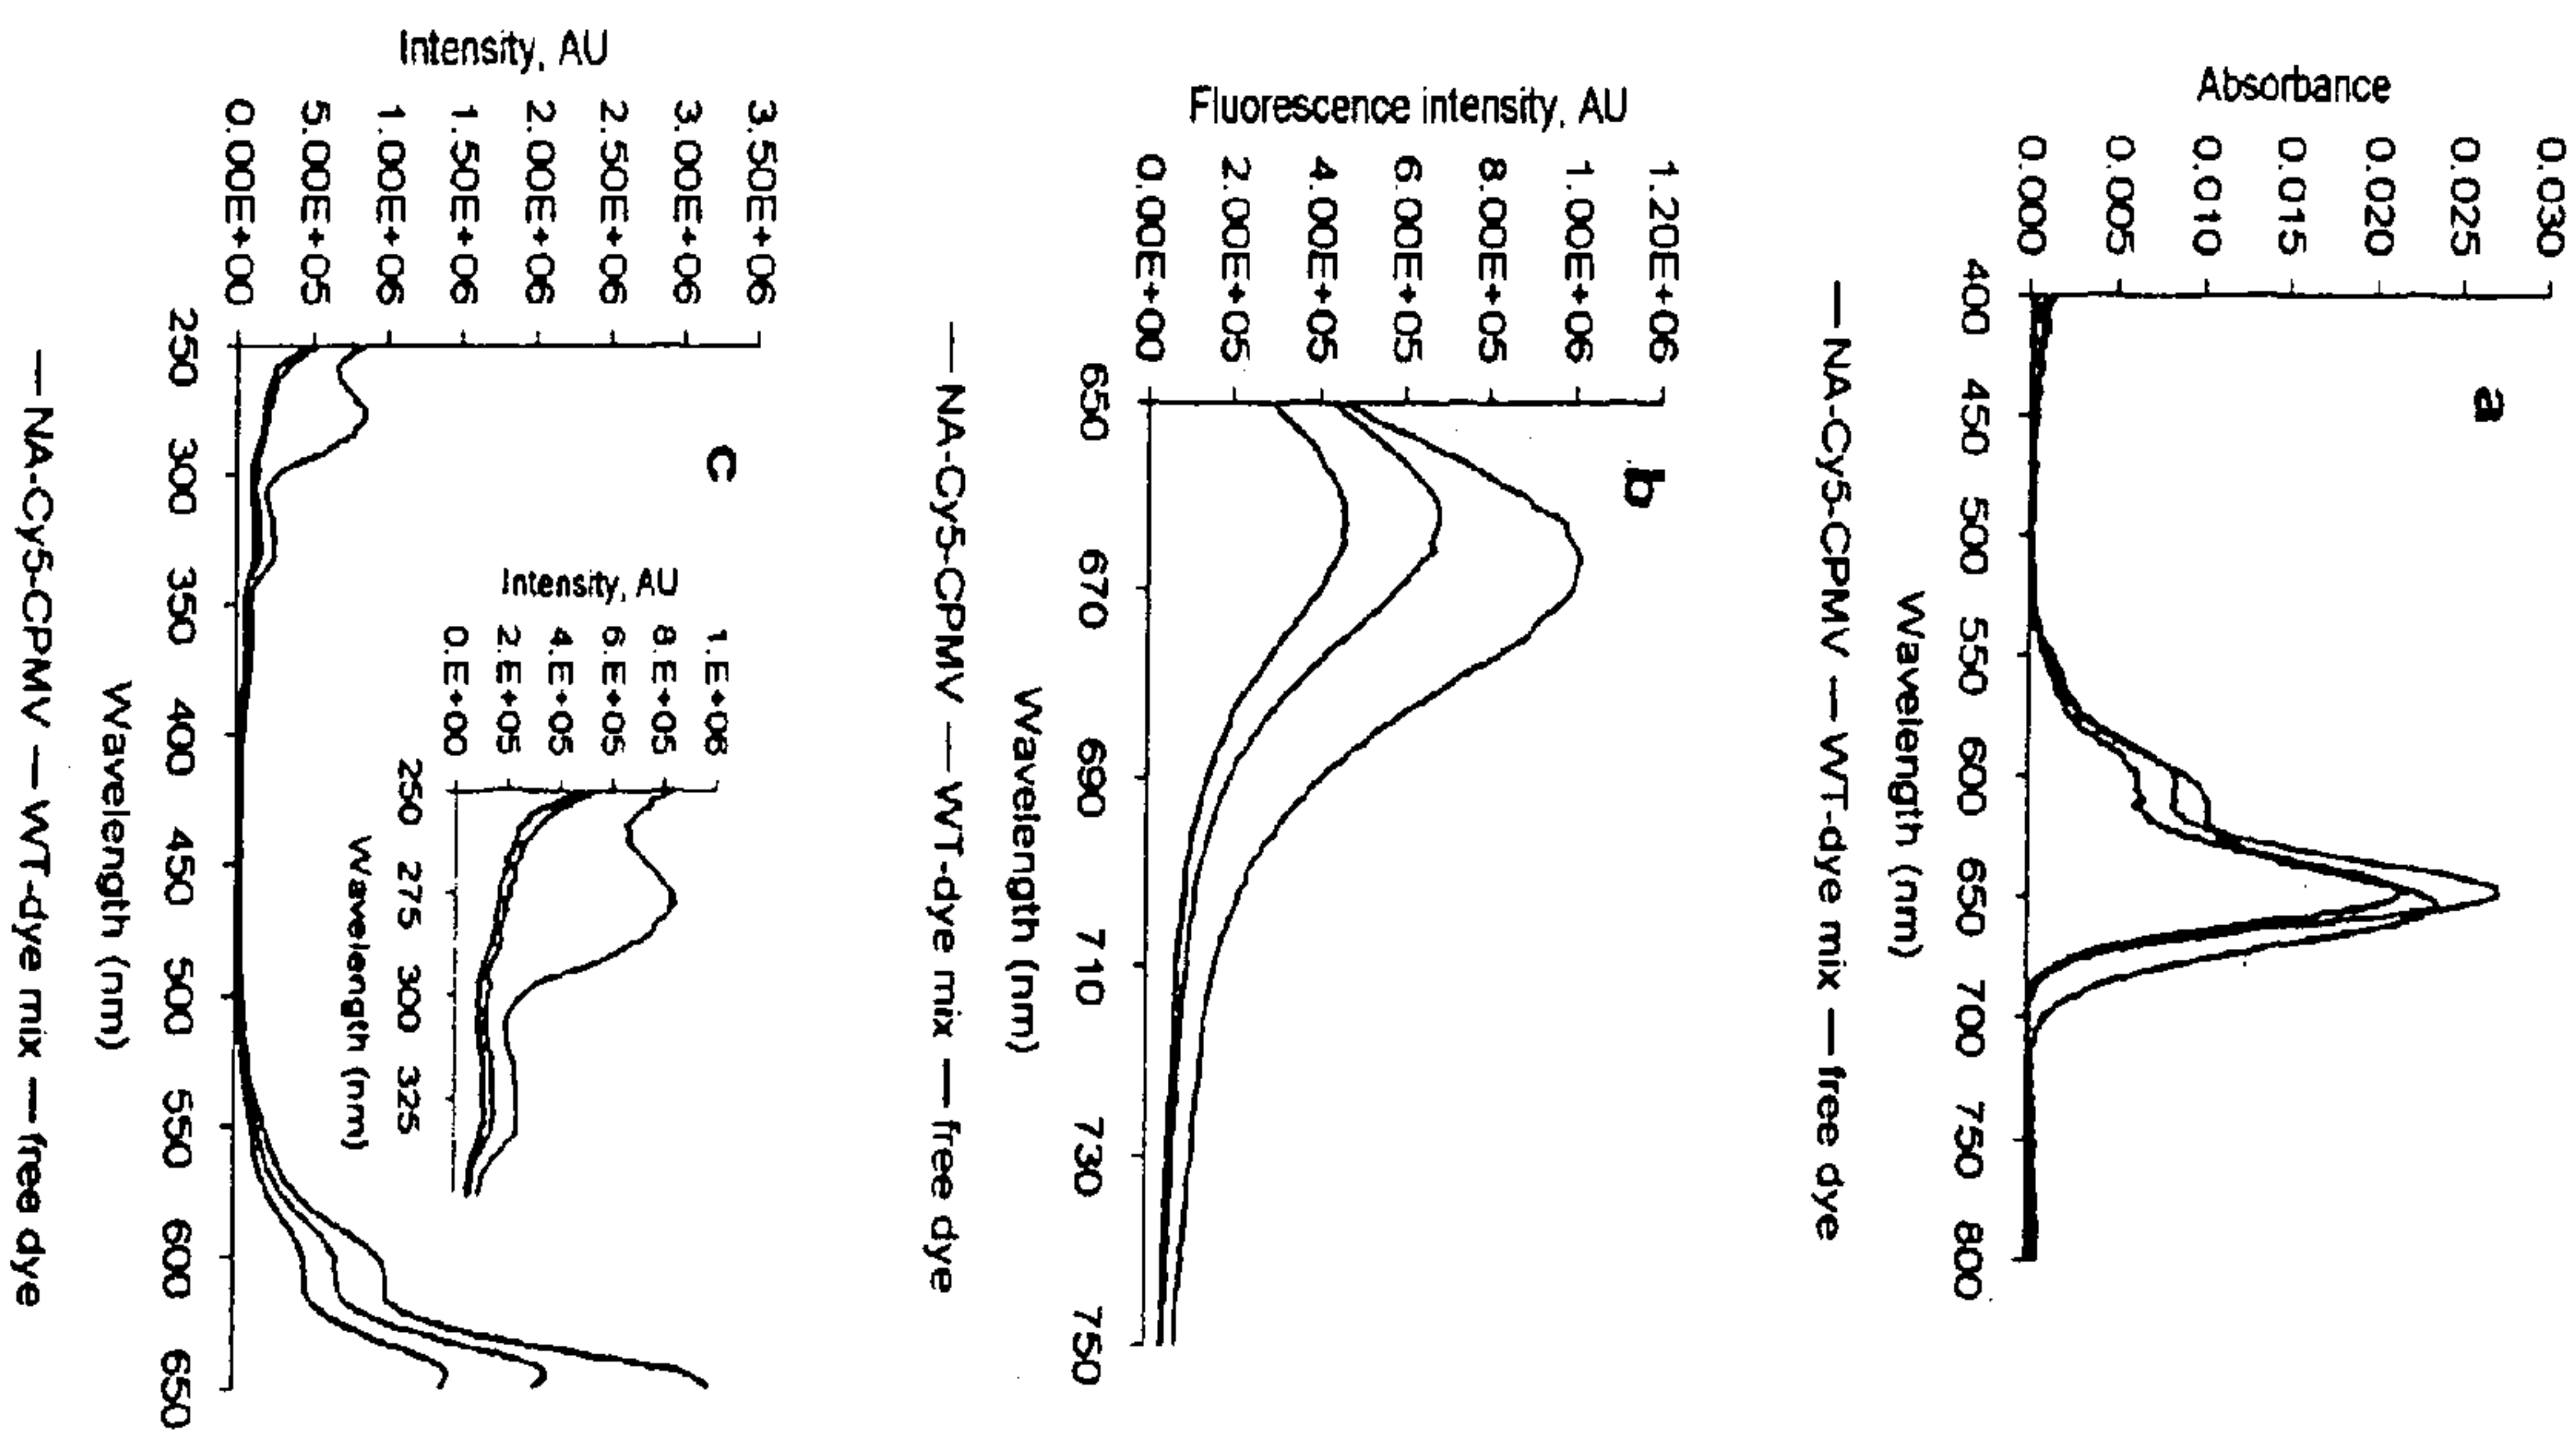 a
Absorbance
0.030
0.025
0.020
0.015
0.010
0.005
0.000
400 450 500 550 600 650 700 750 800
Wavelength (nm)
— NA-Cy5-CPMV — WT-dye mix — free dye
b
Fluorescence intensity, AU
1.20E+06
1.00E+06
8.00E+05
6.00E+05
4.00E+05
2.00E+05
0.00E+00
650 670 690 710 730 750
Wavelength (nm)
— NA-Cy5-CPMV — WT-dye mix — free dye
c
Intensity, AU
3.50E+06
3.00E+06
2.50E+06
2.00E+06
1.50E+06
1.00E+06
5.00E+05
0.00E+00
Intensity, AU
1.E+06
8.E+05
6.E+05
4.E+05
2.E+05
0.E+00
250 275 300 325
Wavelength (nm)
250 300 350 400 450 500 550 600 650
Wavelength (nm)
— NA-Cy5-CPMV — WT-dye mix — free dye